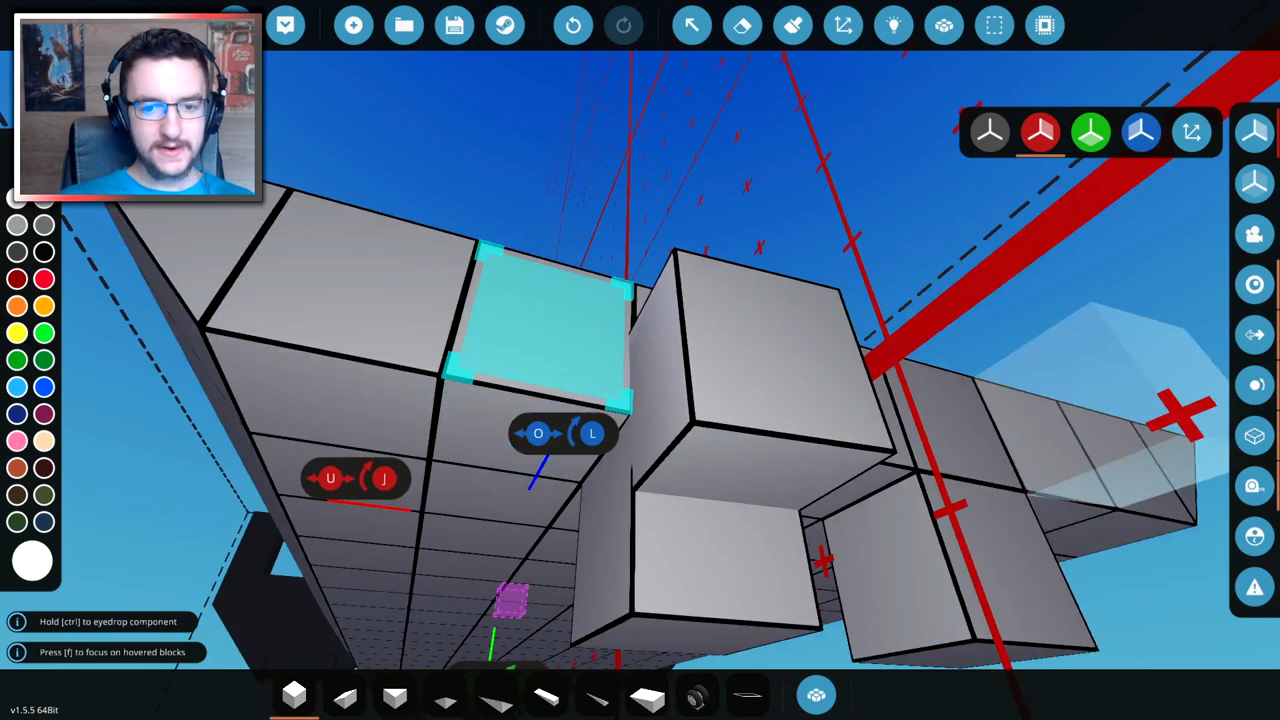 O L
U J
Hold [ctrl] to eyedrop component
Press [f] to focus on hovered blocks
v1.5.5 64Bit